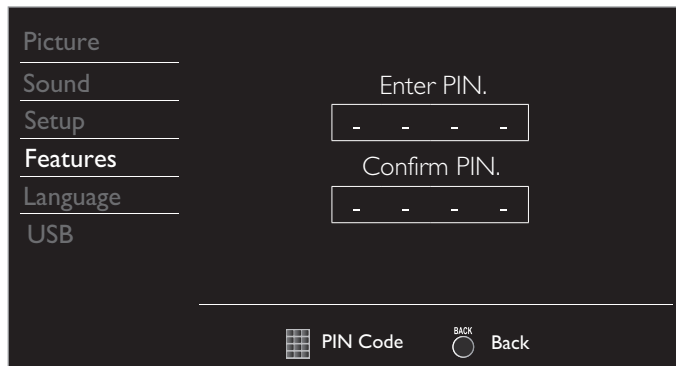 Picture
Sound
Setup
Features
Language
USB
Enter PIN.
- - - -
Confirm PIN.
- - - -
PIN Code
BACK
Back